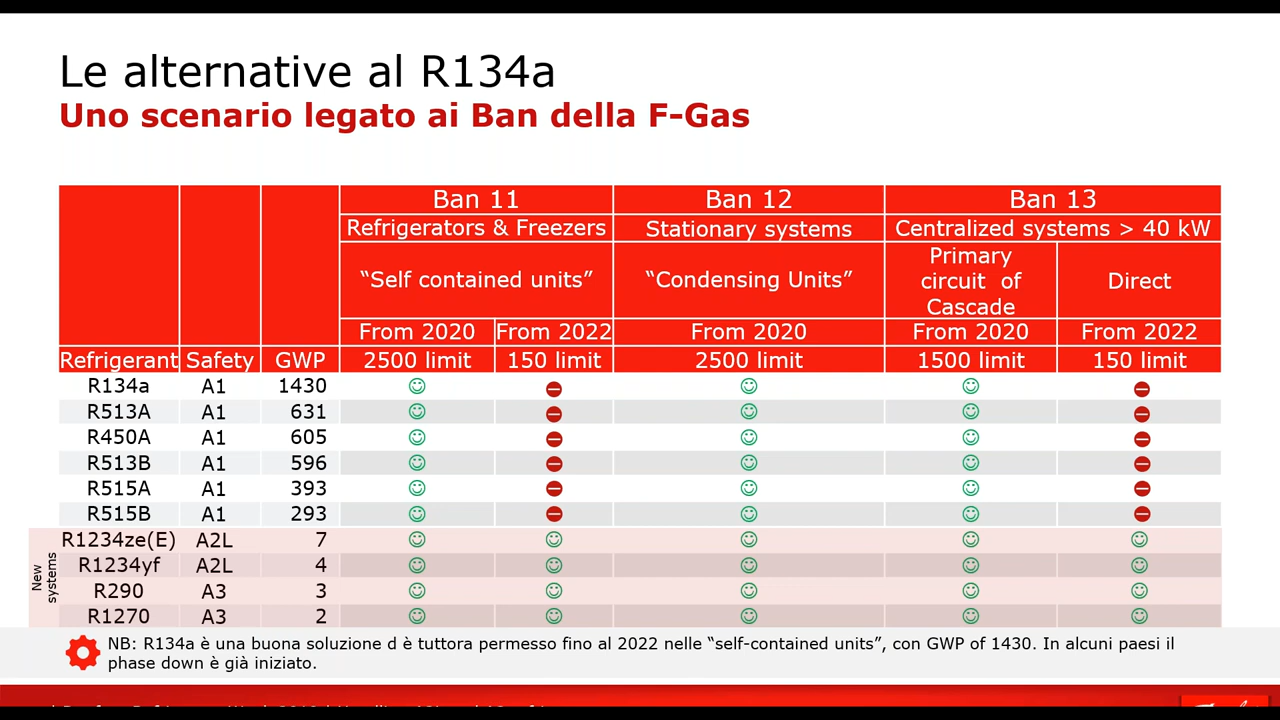 Le alternative al R134a
Uno scenario legato ai Ban della F-Gas
Ban 11 Ban 12 Ban 13
Refrigerators & Freezers Stationary systems Centralized systems > 40 kW
“Self contained units” “Condensing Units” Primary circuit of Cascade Direct
From 2020 From 2022 From 2020 From 2020 From 2022
Refrigerant Safety GWP 2500 limit 150 limit 2500 limit 1500 limit 150 limit
R134a A1 1430
R513A A1 631
R450A A1 605
R513B A1 596
R515A A1 393
R515B A1 293
New systems
R1234ze(E) A2L 7
R1234yf A2L 4
R290 A3 3
R1270 A3 2
NB: R134a è una buona soluzione d è tuttora permesso fino al 2022 nelle “self-contained units”, con GWP of 1430. In alcuni paesi il
phase down è già iniziato.